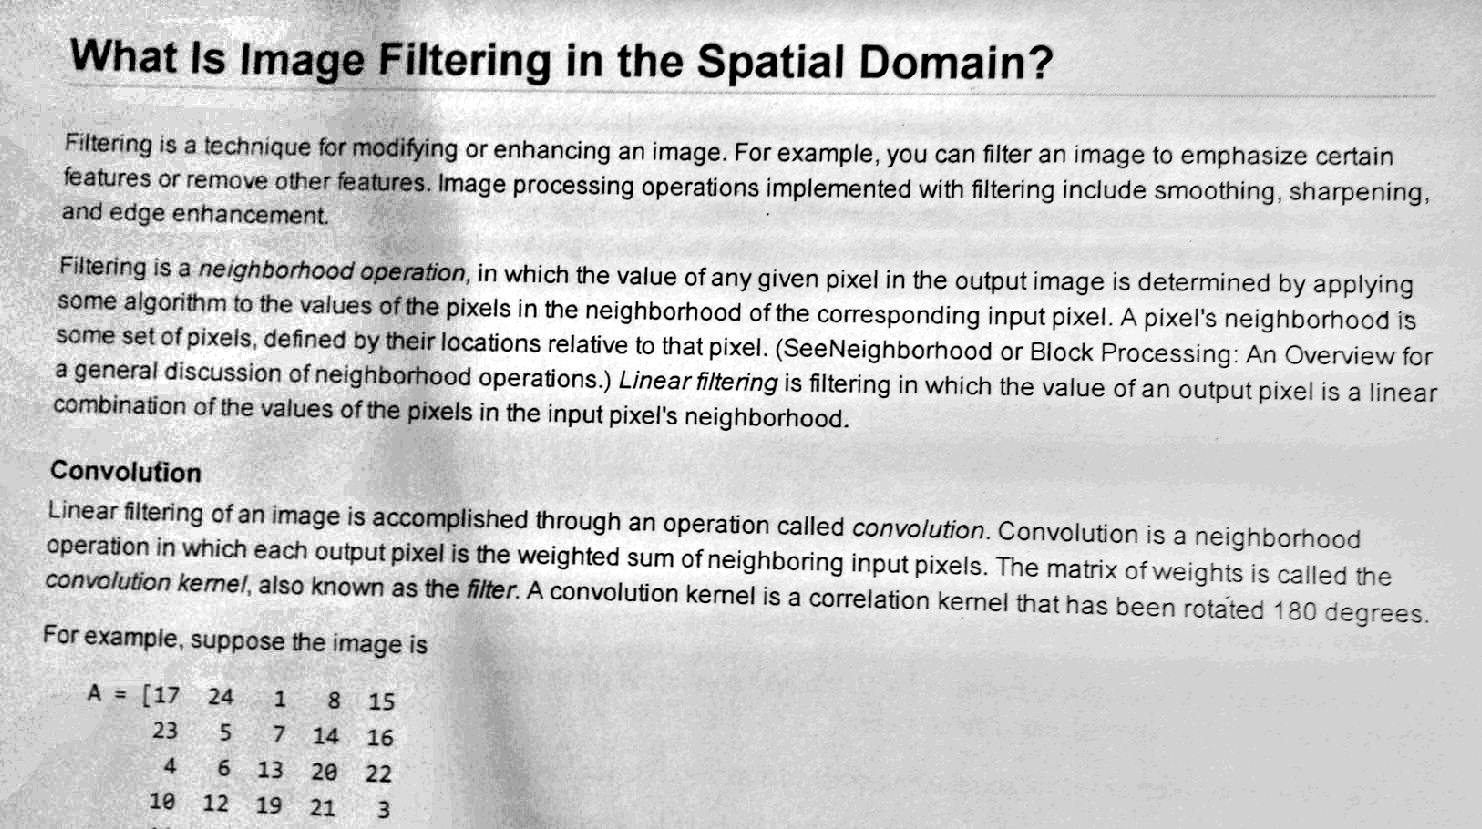 What Is Image Filtering in the Spatial Domain?
Filtering is a technique for modifying or enhancing an image. For example, you can filter an image to emphasize certain
features or remove other features. Image processing operations implemented with filtering include smoothing, sharpening,
and edge enhancement.
Filtering is a neighborhood operation, in which the value of any given pixel in the output image is determined by applying
some algorithm to the values of the pixels in the neighborhood of the corresponding input pixel. A pixel's neighborhood is
some set of pixels, defined by their locations relative to that pixel. (SeeNeighborhood or Block Processing: An Overview for
a general discussion of neighborhood operations.) Linear filtering is filtering in which the value of an output pixel is a linear
combination of the values of the pixels in the input pixel's neighborhood.
Convolution
Linear filtering of an image is accomplished through an operation called convolution. Convolution is a neighborhood
operation in which each output pixel is the weighted sum of neighboring input pixels. The matrix of weights is called the
convolution kernel, also known as the filter. A convolution kernel is a correlation kernel that has been rotated 180 degrees.
For example, suppose the image is
A = [17 24 1 8 15
23 5 7 14 16
4 6 13 20 22
10 12 19 21 3